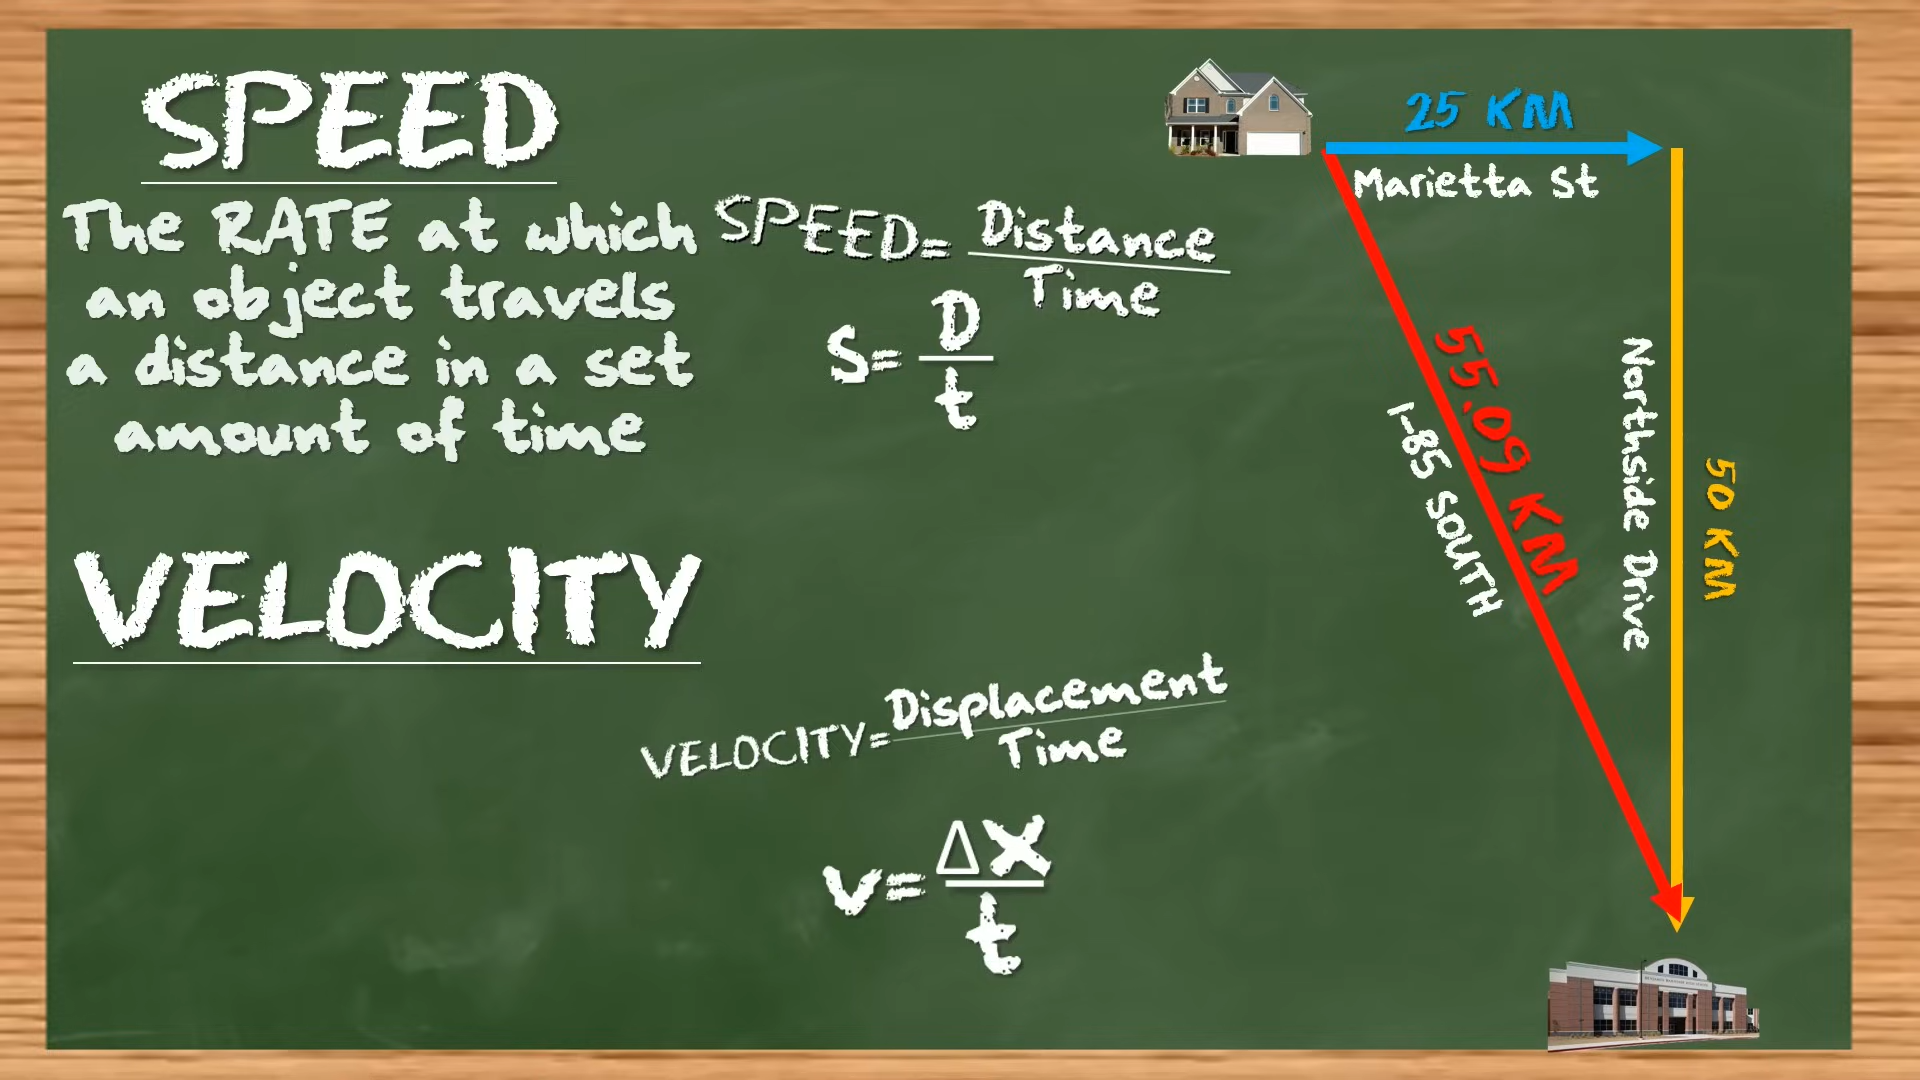 SPEED
The RATE at which
an object travels
a distance in a set
amount of time
SPEED= Distance
Time
S= D
t
VELOCITY
VELOCITY= Displacement
Time
v= Δx
t
25 KM
Marietta St
55.09 KM
I-85 SOUTH
Northside Drive
50 KM